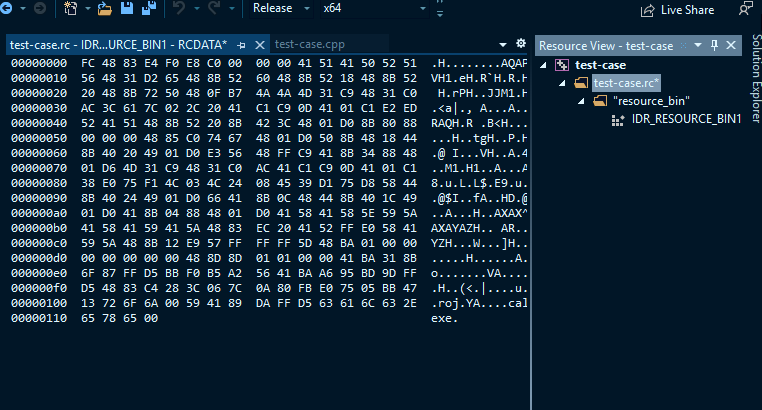 Release x64 Live Share
test-case.rc - IDR...URCE_BIN1 - RCDATA* test-case.cpp
00000000 FC 48 83 E4 F0 E8 C0 00 00 00 41 51 41 50 52 51 .H........AQAP
00000010 56 48 31 D2 65 48 8B 52 60 48 8B 52 18 48 8B 52 VH1.eH.R`H.R.H
00000020 20 48 8B 72 50 48 0F B7 4A 4A 4D 31 C9 48 31 C0 H.rPH..JJM1.H
00000030 AC 3C 61 7C 02 2C 20 41 C1 C9 0D 41 01 C1 E2 ED .<a|., A...A..
00000040 52 41 51 48 8B 52 20 8B 42 3C 48 01 D0 8B 80 88 RAQH.R .B<H...
00000050 00 00 00 48 85 C0 74 67 48 01 D0 50 8B 48 18 44 ...H..tgH..P.H
00000060 8B 40 20 49 01 D0 E3 56 48 FF C9 41 8B 34 88 48 .@ I...VH..A.4
00000070 01 D6 4D 31 C9 48 31 C0 AC 41 C1 C9 0D 41 01 C1 ..M1.H1..A...A
00000080 38 E0 75 F1 4C 03 4C 24 08 45 39 D1 75 D8 58 44 8.u.L.L$.E9.u.
00000090 8B 40 24 49 01 D0 66 41 8B 0C 48 44 8B 40 1C 49 .@$I..fA..HD.@
000000a0 01 D0 41 8B 04 88 48 01 D0 41 58 41 58 5E 59 5A ..A...H..AXAX^
000000b0 41 58 41 59 41 5A 48 83 EC 20 41 52 FF E0 58 41 AXAYAZH.. AR..
000000c0 59 5A 48 8B 12 E9 57 FF FF FF 5D 48 BA 01 00 00 YZH...W...]H..
000000d0 00 00 00 00 00 48 8D 8D 01 01 00 00 41 BA 31 8B .....H......A.
000000e0 6F 87 FF D5 BB F0 B5 A2 56 41 BA A6 95 BD 9D FF o.......VA....
000000f0 D5 48 83 C4 28 3C 06 7C 0A 80 FB E0 75 05 BB 47 .H..(<.|....u.
00000100 13 72 6F 6A 00 59 41 89 DA FF D5 63 61 6C 63 2E .roj.YA....cal
00000110 65 78 65 00 exe.
Resource View - test-case
test-case
test-case.rc*
"resource_bin"
IDR_RESOURCE_BIN1
Solution Explorer